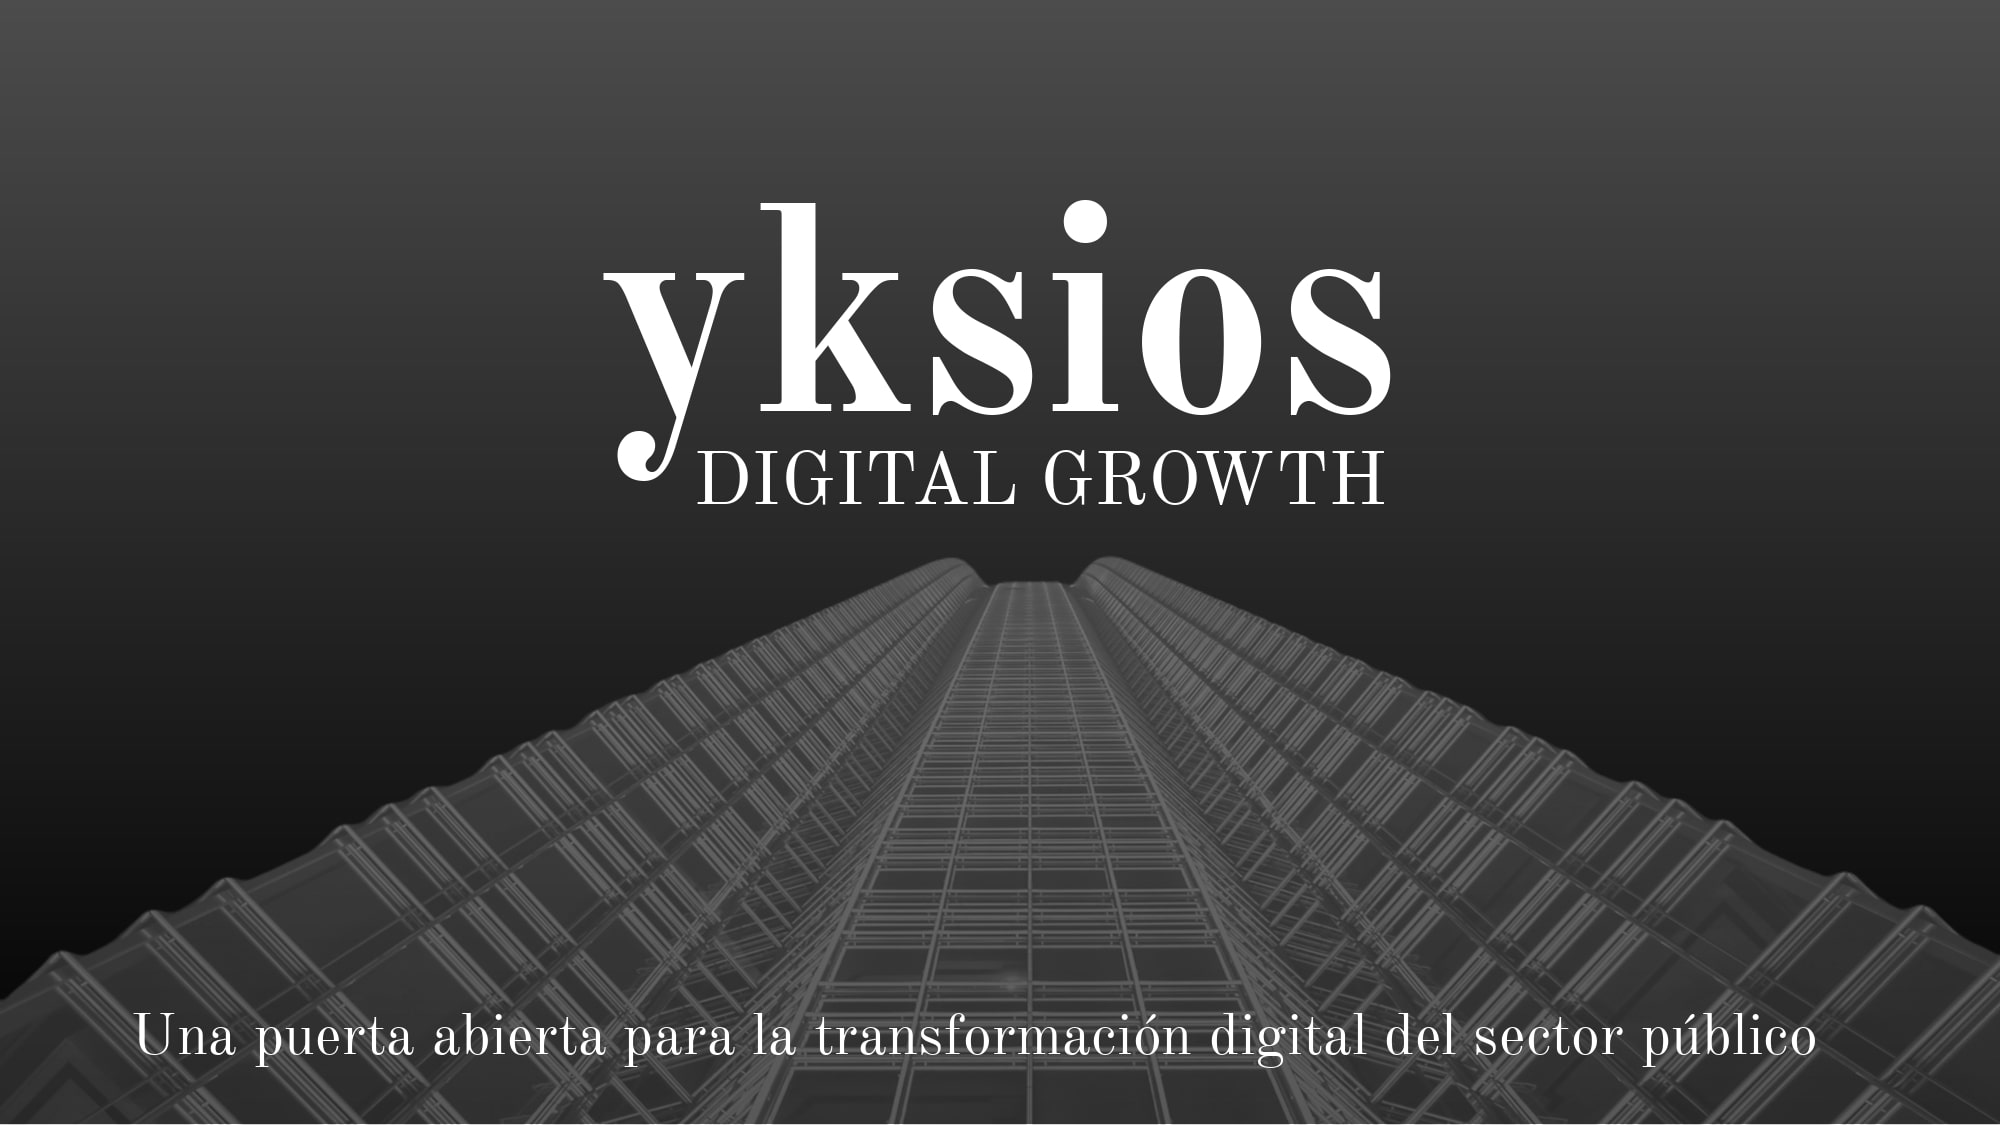 yksios
DIGITAL GROWTH
Una puerta abierta para la transformación digital del sector público